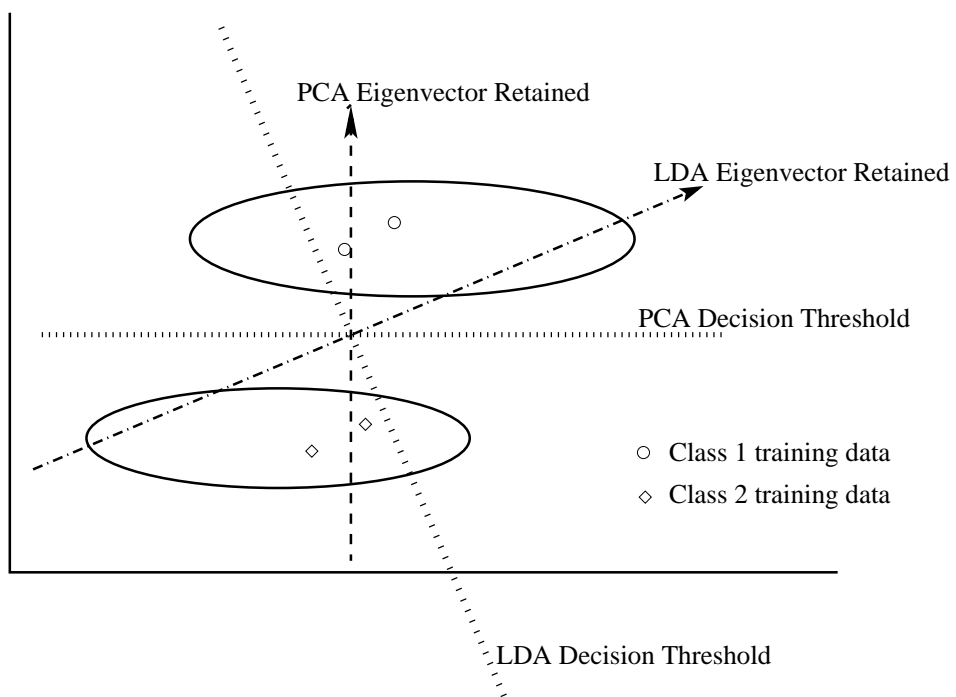 PCA Eigenvector Retained
LDA Eigenvector Retained
PCA Decision Threshold
Class 1 training data
Class 2 training data
LDA Decision Threshold